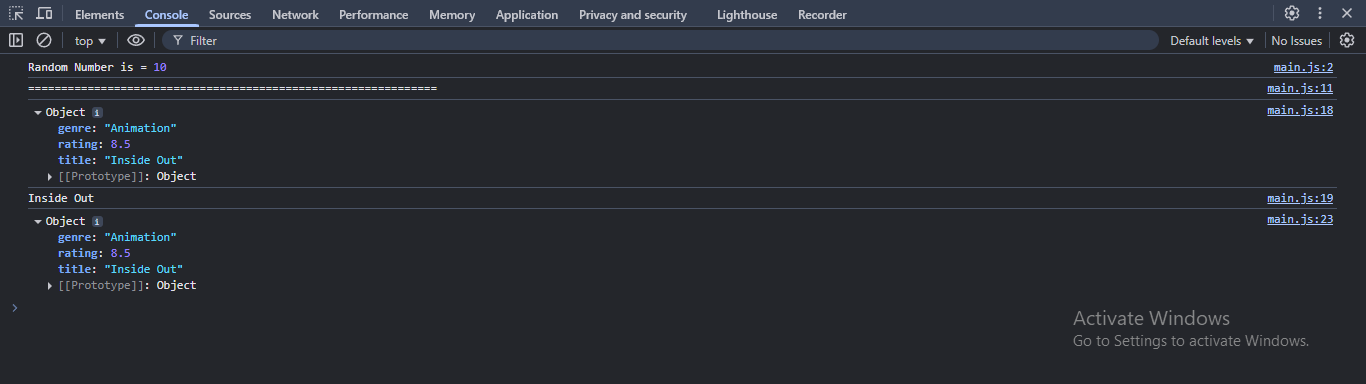 Elements Console Sources Network Performance Memory Application Privacy and security Lighthouse Recorder
top Filter Default levels No Issues
Random Number is = 10 main.js:2
============================================================== main.js:11
Object i main.js:18
genre: "Animation"
rating: 8.5
title: "Inside Out"
[[Prototype]]: Object
Inside Out main.js:19
Object i main.js:23
genre: "Animation"
rating: 8.5
title: "Inside Out"
[[Prototype]]: Object
>
Activate Windows
Go to Settings to activate Windows.